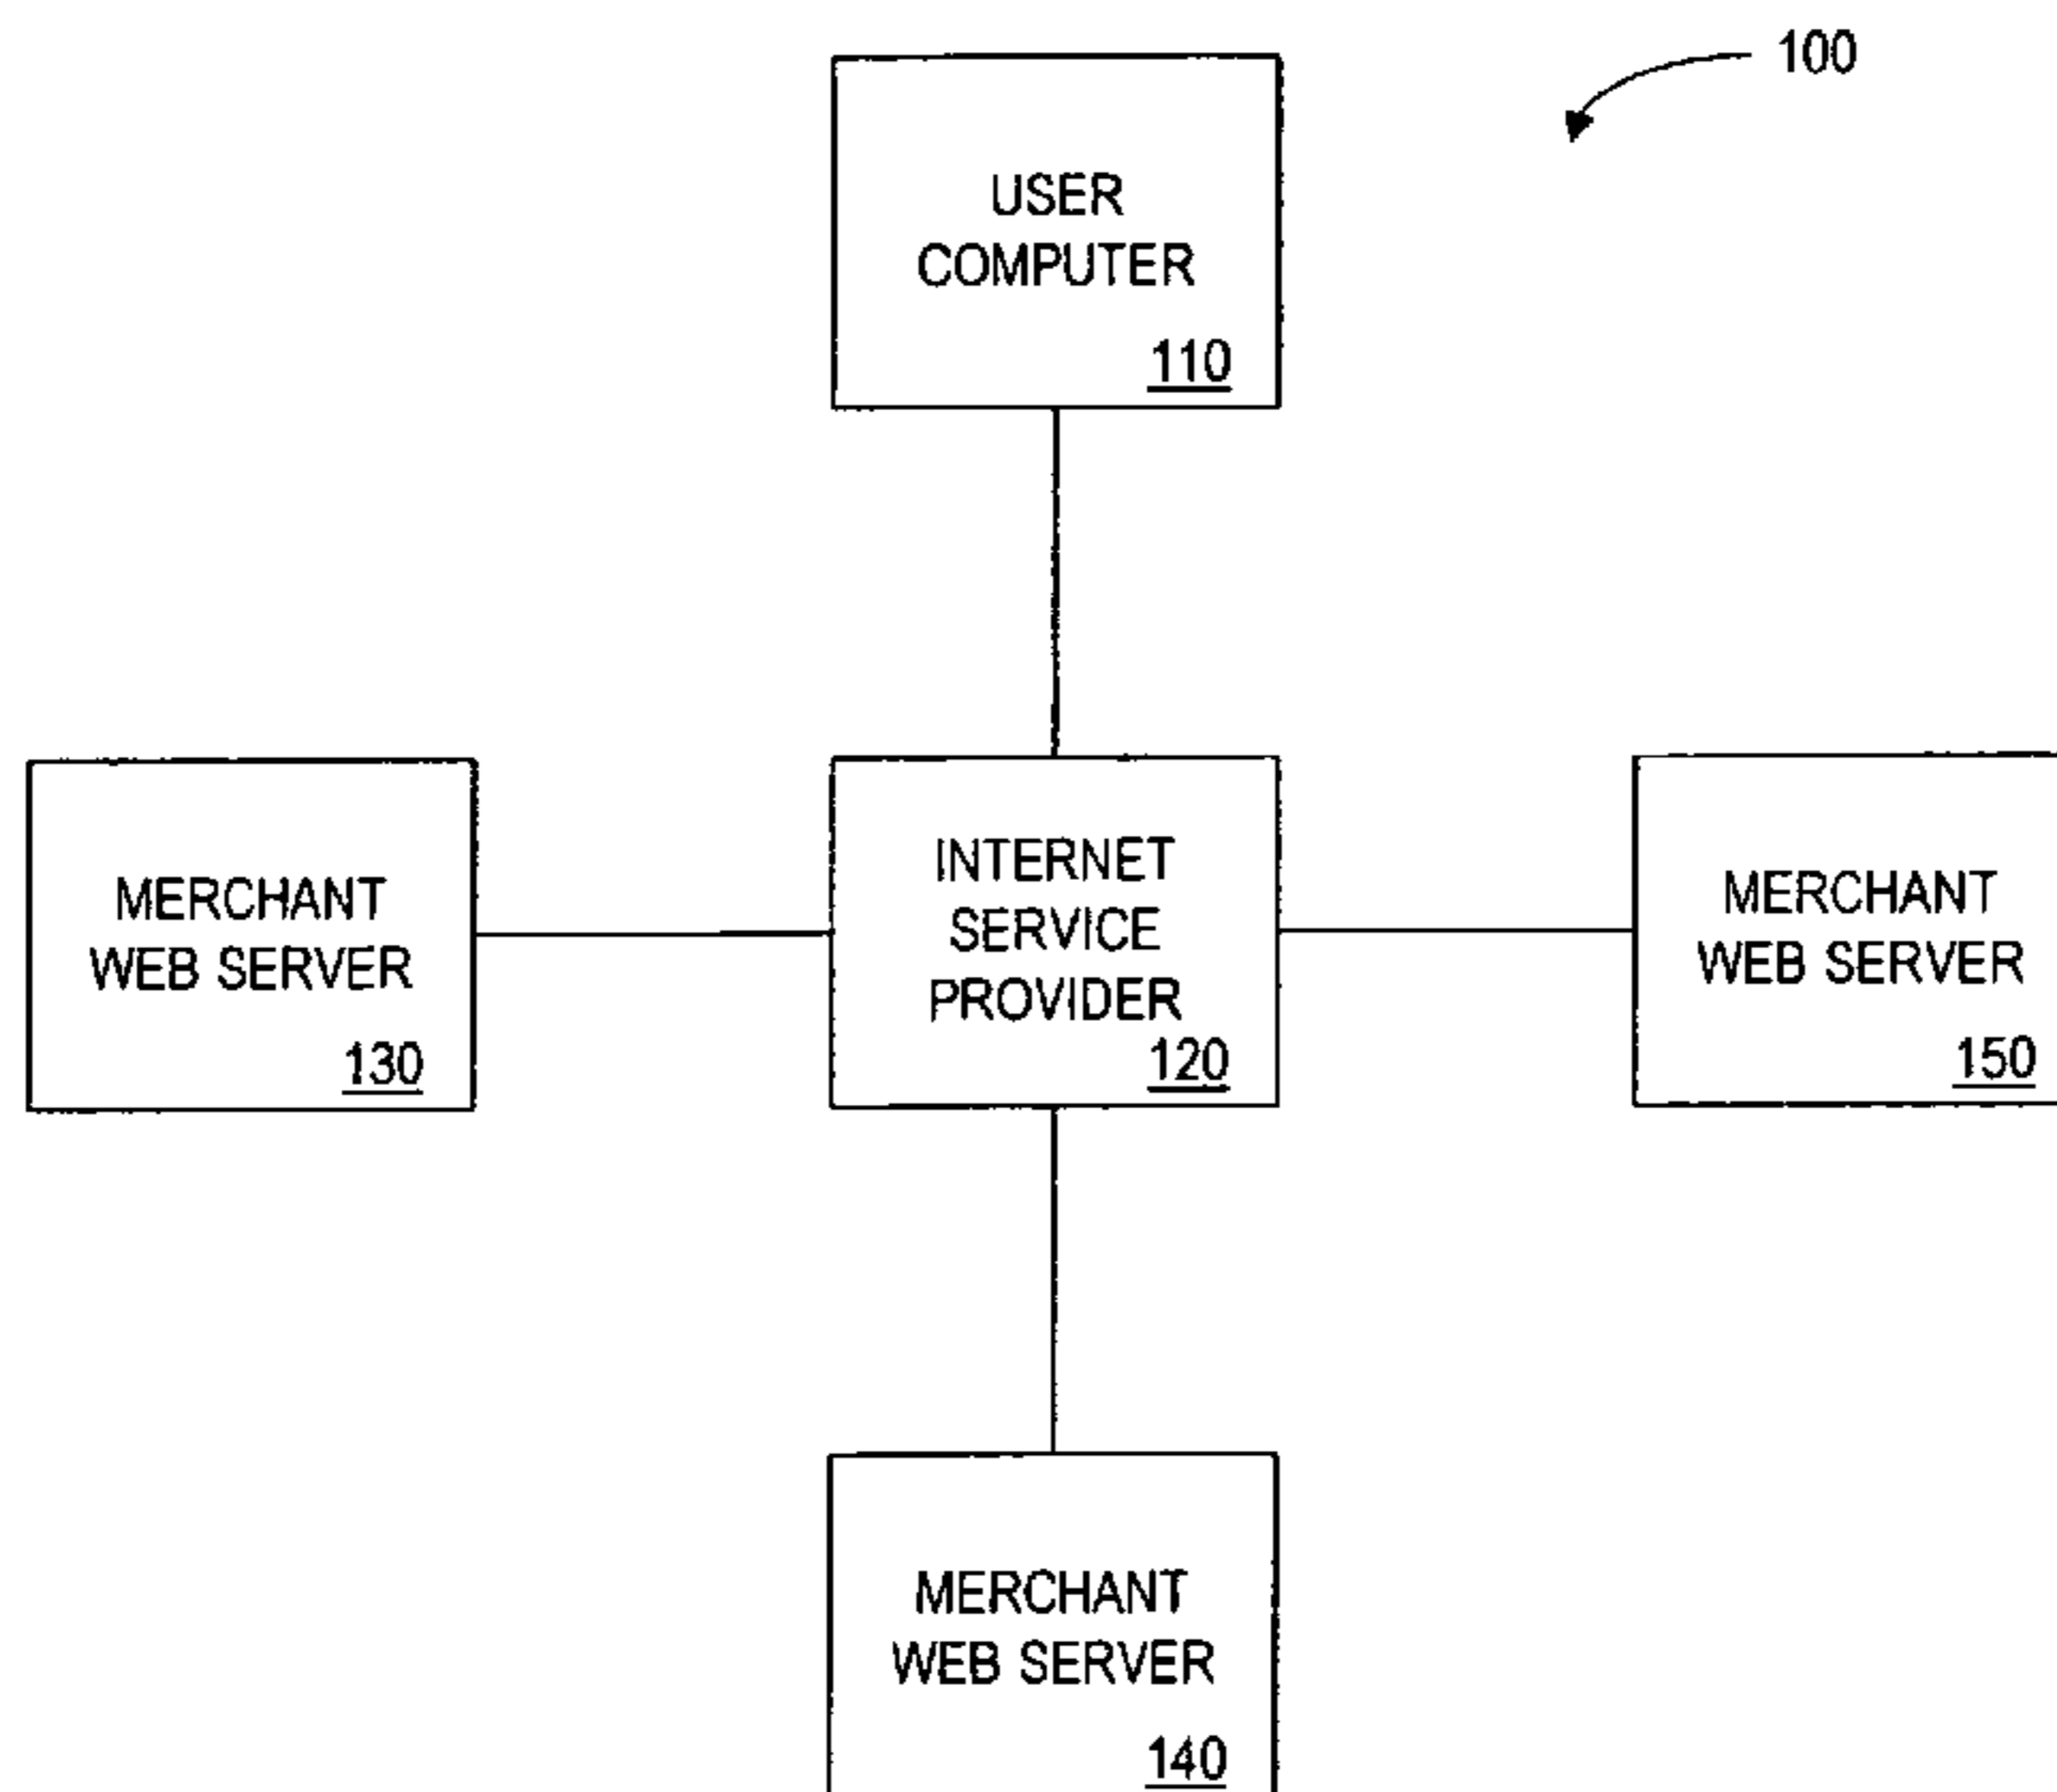 100
USER
COMPUTER
110
MERCHANT
WEB SERVER
130
INTERNET
SERVICE
PROVIDER
120
MERCHANT
WEB SERVER
150
MERCHANT
WEB SERVER
140